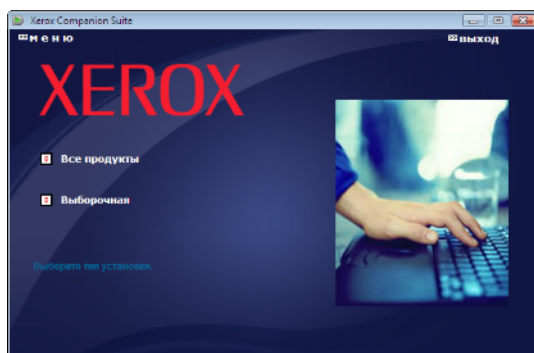 Xerox Companion Suite
меню
выход
XEROX
Все продукты
Выборочная
Выберите тип установки.